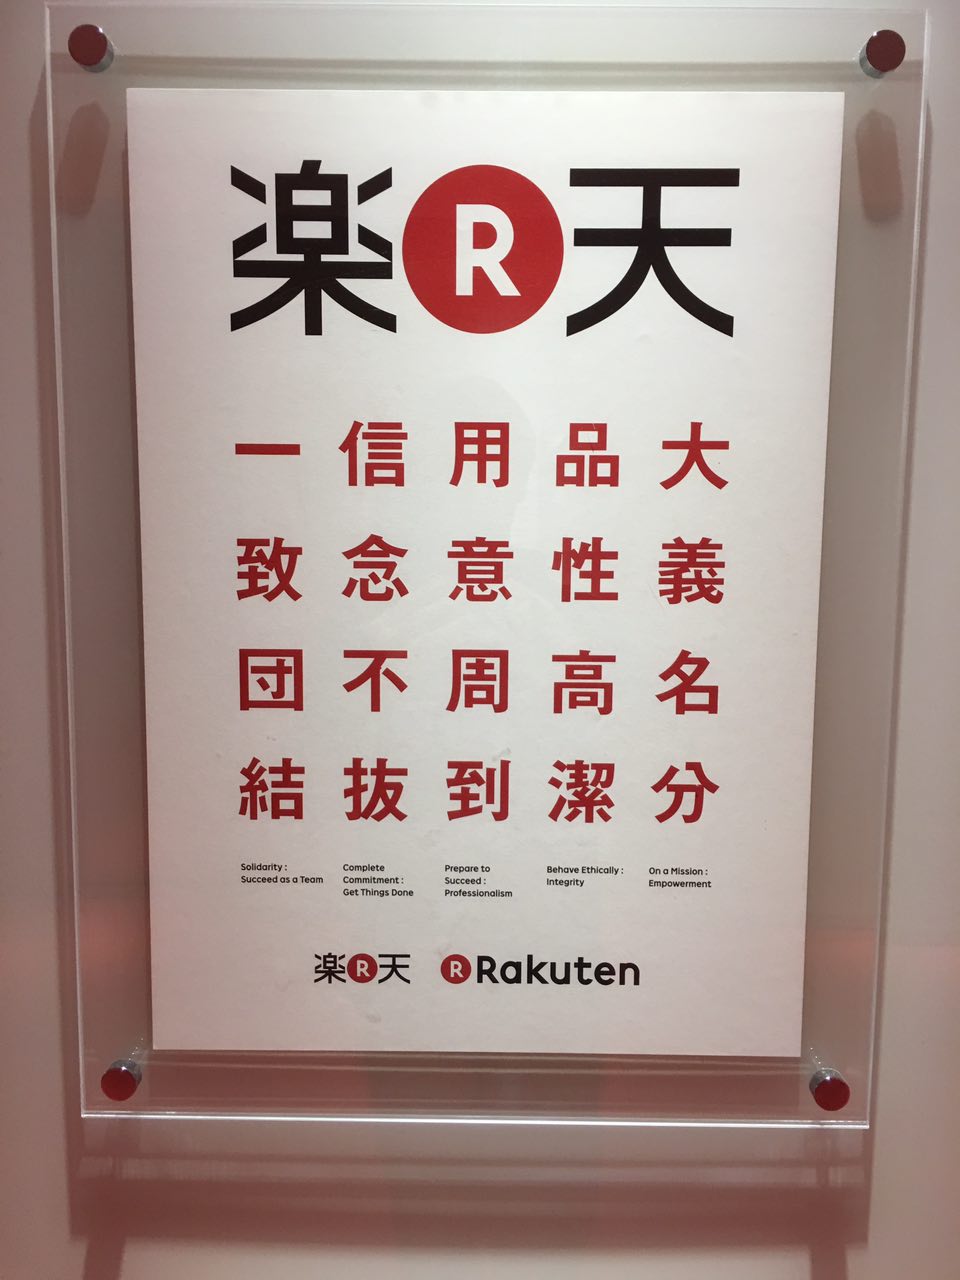 楽R天
大義名分
品性高潔
用意周到
信念不抜
一致団結
Solidarity :
Succeed as a Team
Complete
Commitment :
Get Things Done
Prepare to
Succeed :
Professionalism
Behave Ethically :
Integrity
On a Mission :
Empowerment
楽R天
R Rakuten